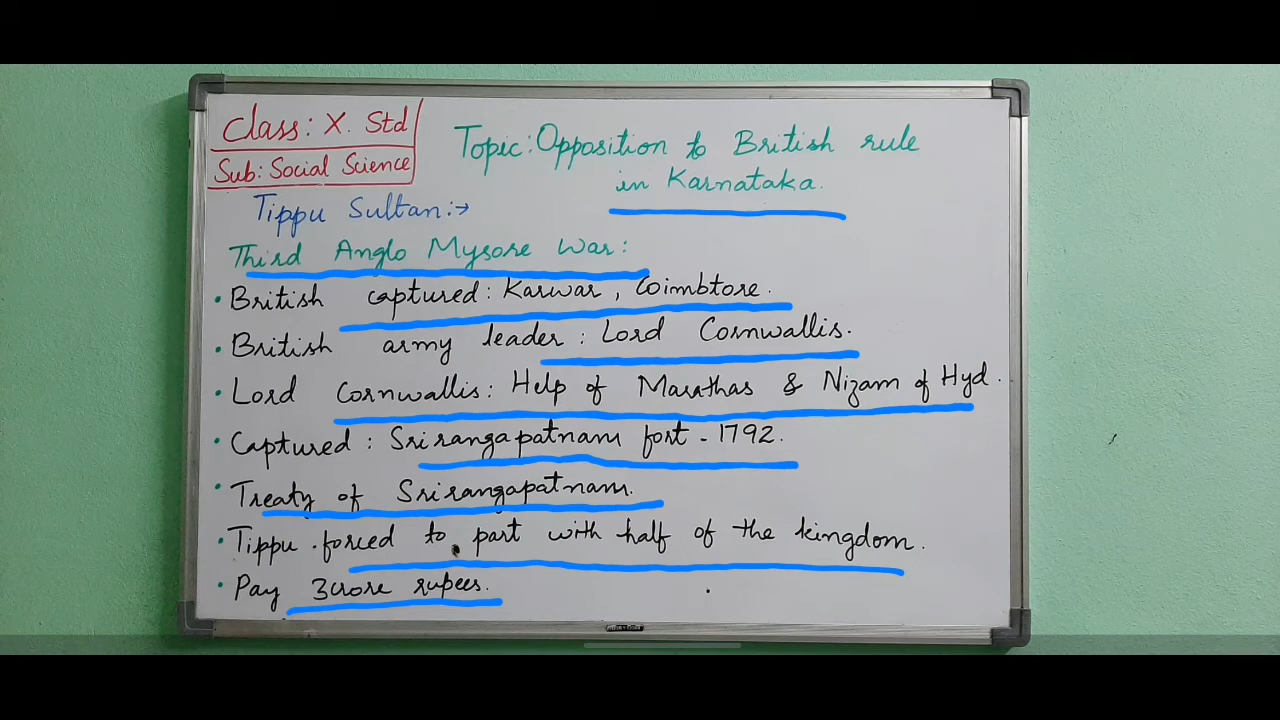 Class: X. Std
Sub: Social Science
Topic: Opposition to British rule
in Karnataka.
Tippu Sultan:→
Third Anglo Mysore War:
• British captured: Karwar, Coimbtore.
• British army leader: Lord Cornwallis.
• Lord Cornwallis: Help of Marathas & Nizam of Hyd.
• Captured: Srirangapatnam fort - 1792.
• Treaty of Srirangapatnam.
• Tippu forced to part with half of the kingdom.
• Pay 3crore rupees.